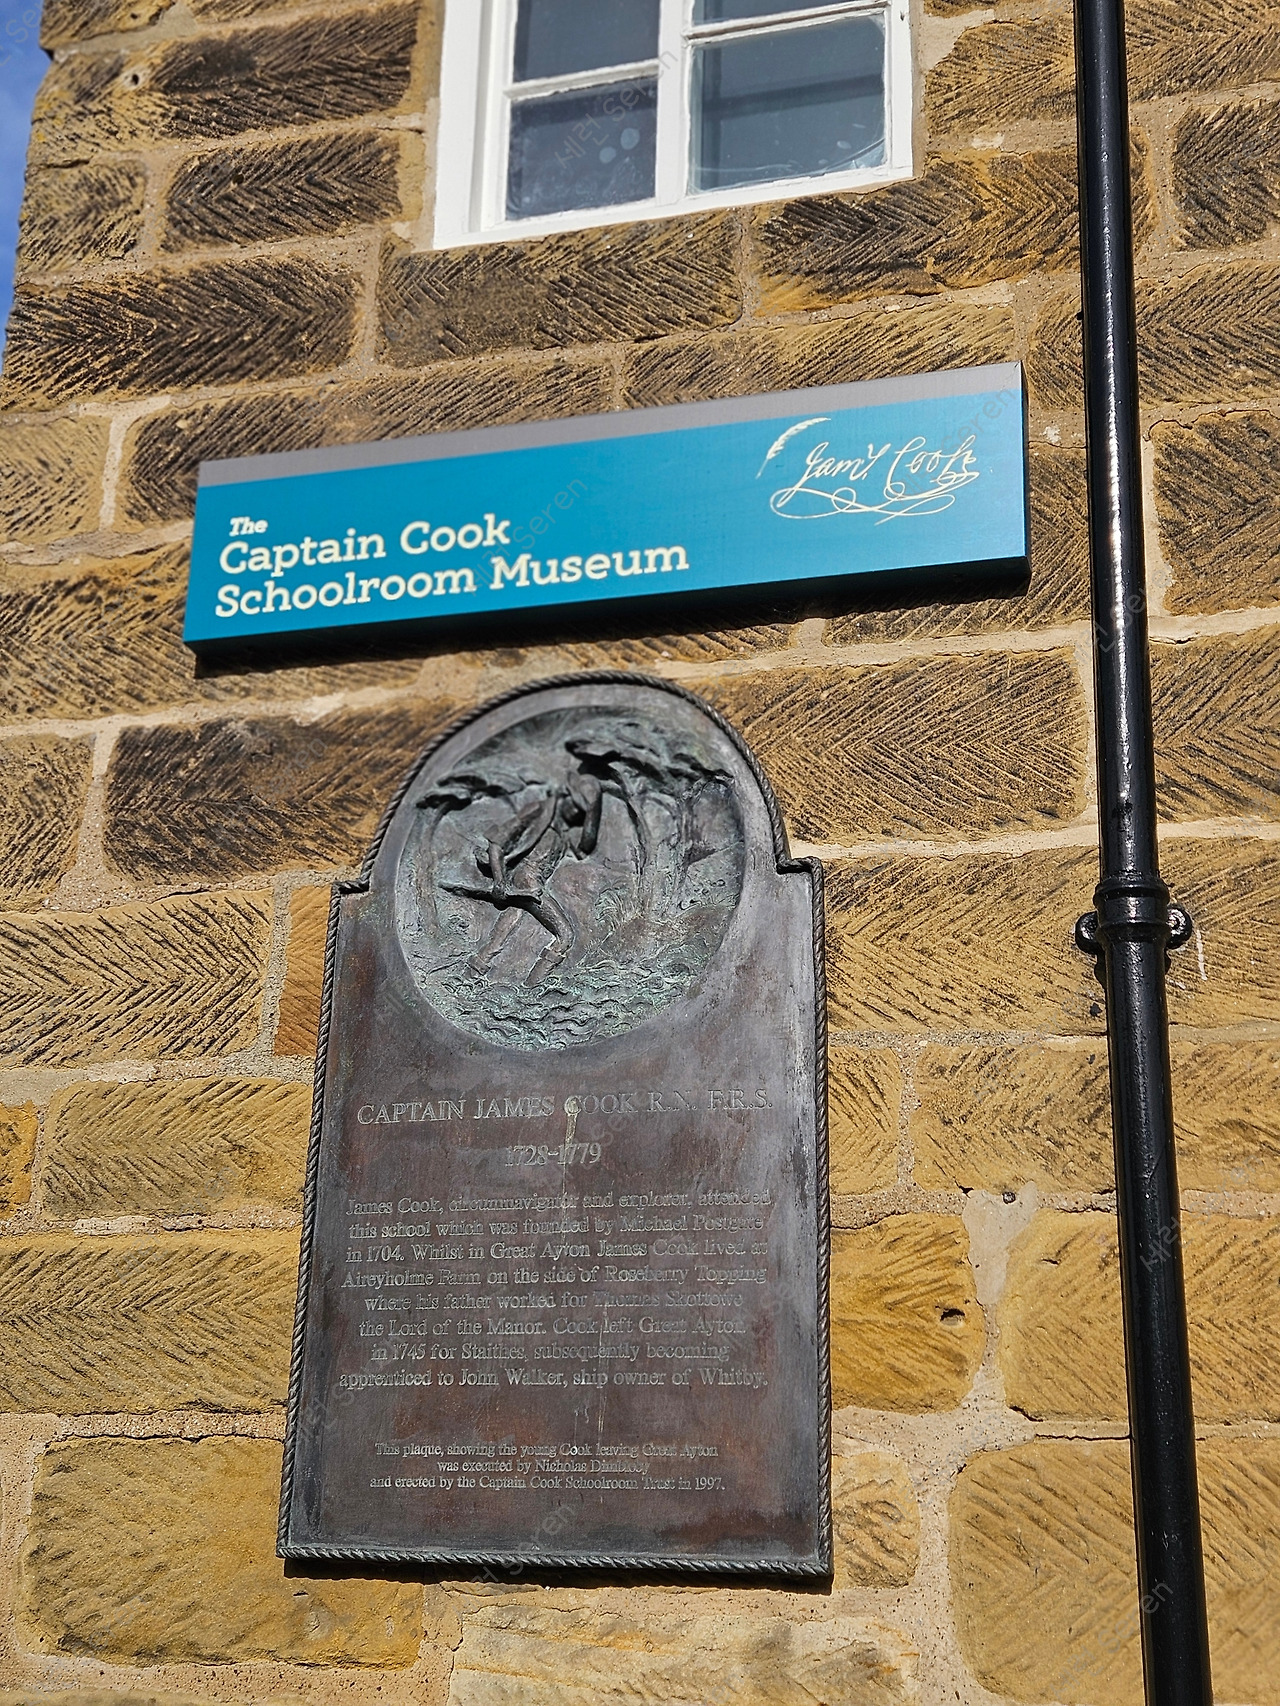 The
Captain Cook
Schoolroom Museum
Jamˢ. Cook
CAPTAIN JAMES COOK R.N. F.R.S.
1728-1779
James Cook, circumnavigator and explorer, attended
this school which was founded by Michael Postgate
in 1704. Whilst in Great Ayton James Cook lived at
Aireyholme Farm on the side of Roseberry Topping
where his father worked for Thomas Skottowe
the Lord of the Manor. Cook left Great Ayton
in 1745 for Staithes, subsequently becoming
apprenticed to John Walker, ship owner of Whitby.
This plaque, showing the young Cook leaving Great Ayton
was executed by Nicholas Dimbleby
and erected by the Captain Cook Schoolroom Trust in 1997.
세런 Seren